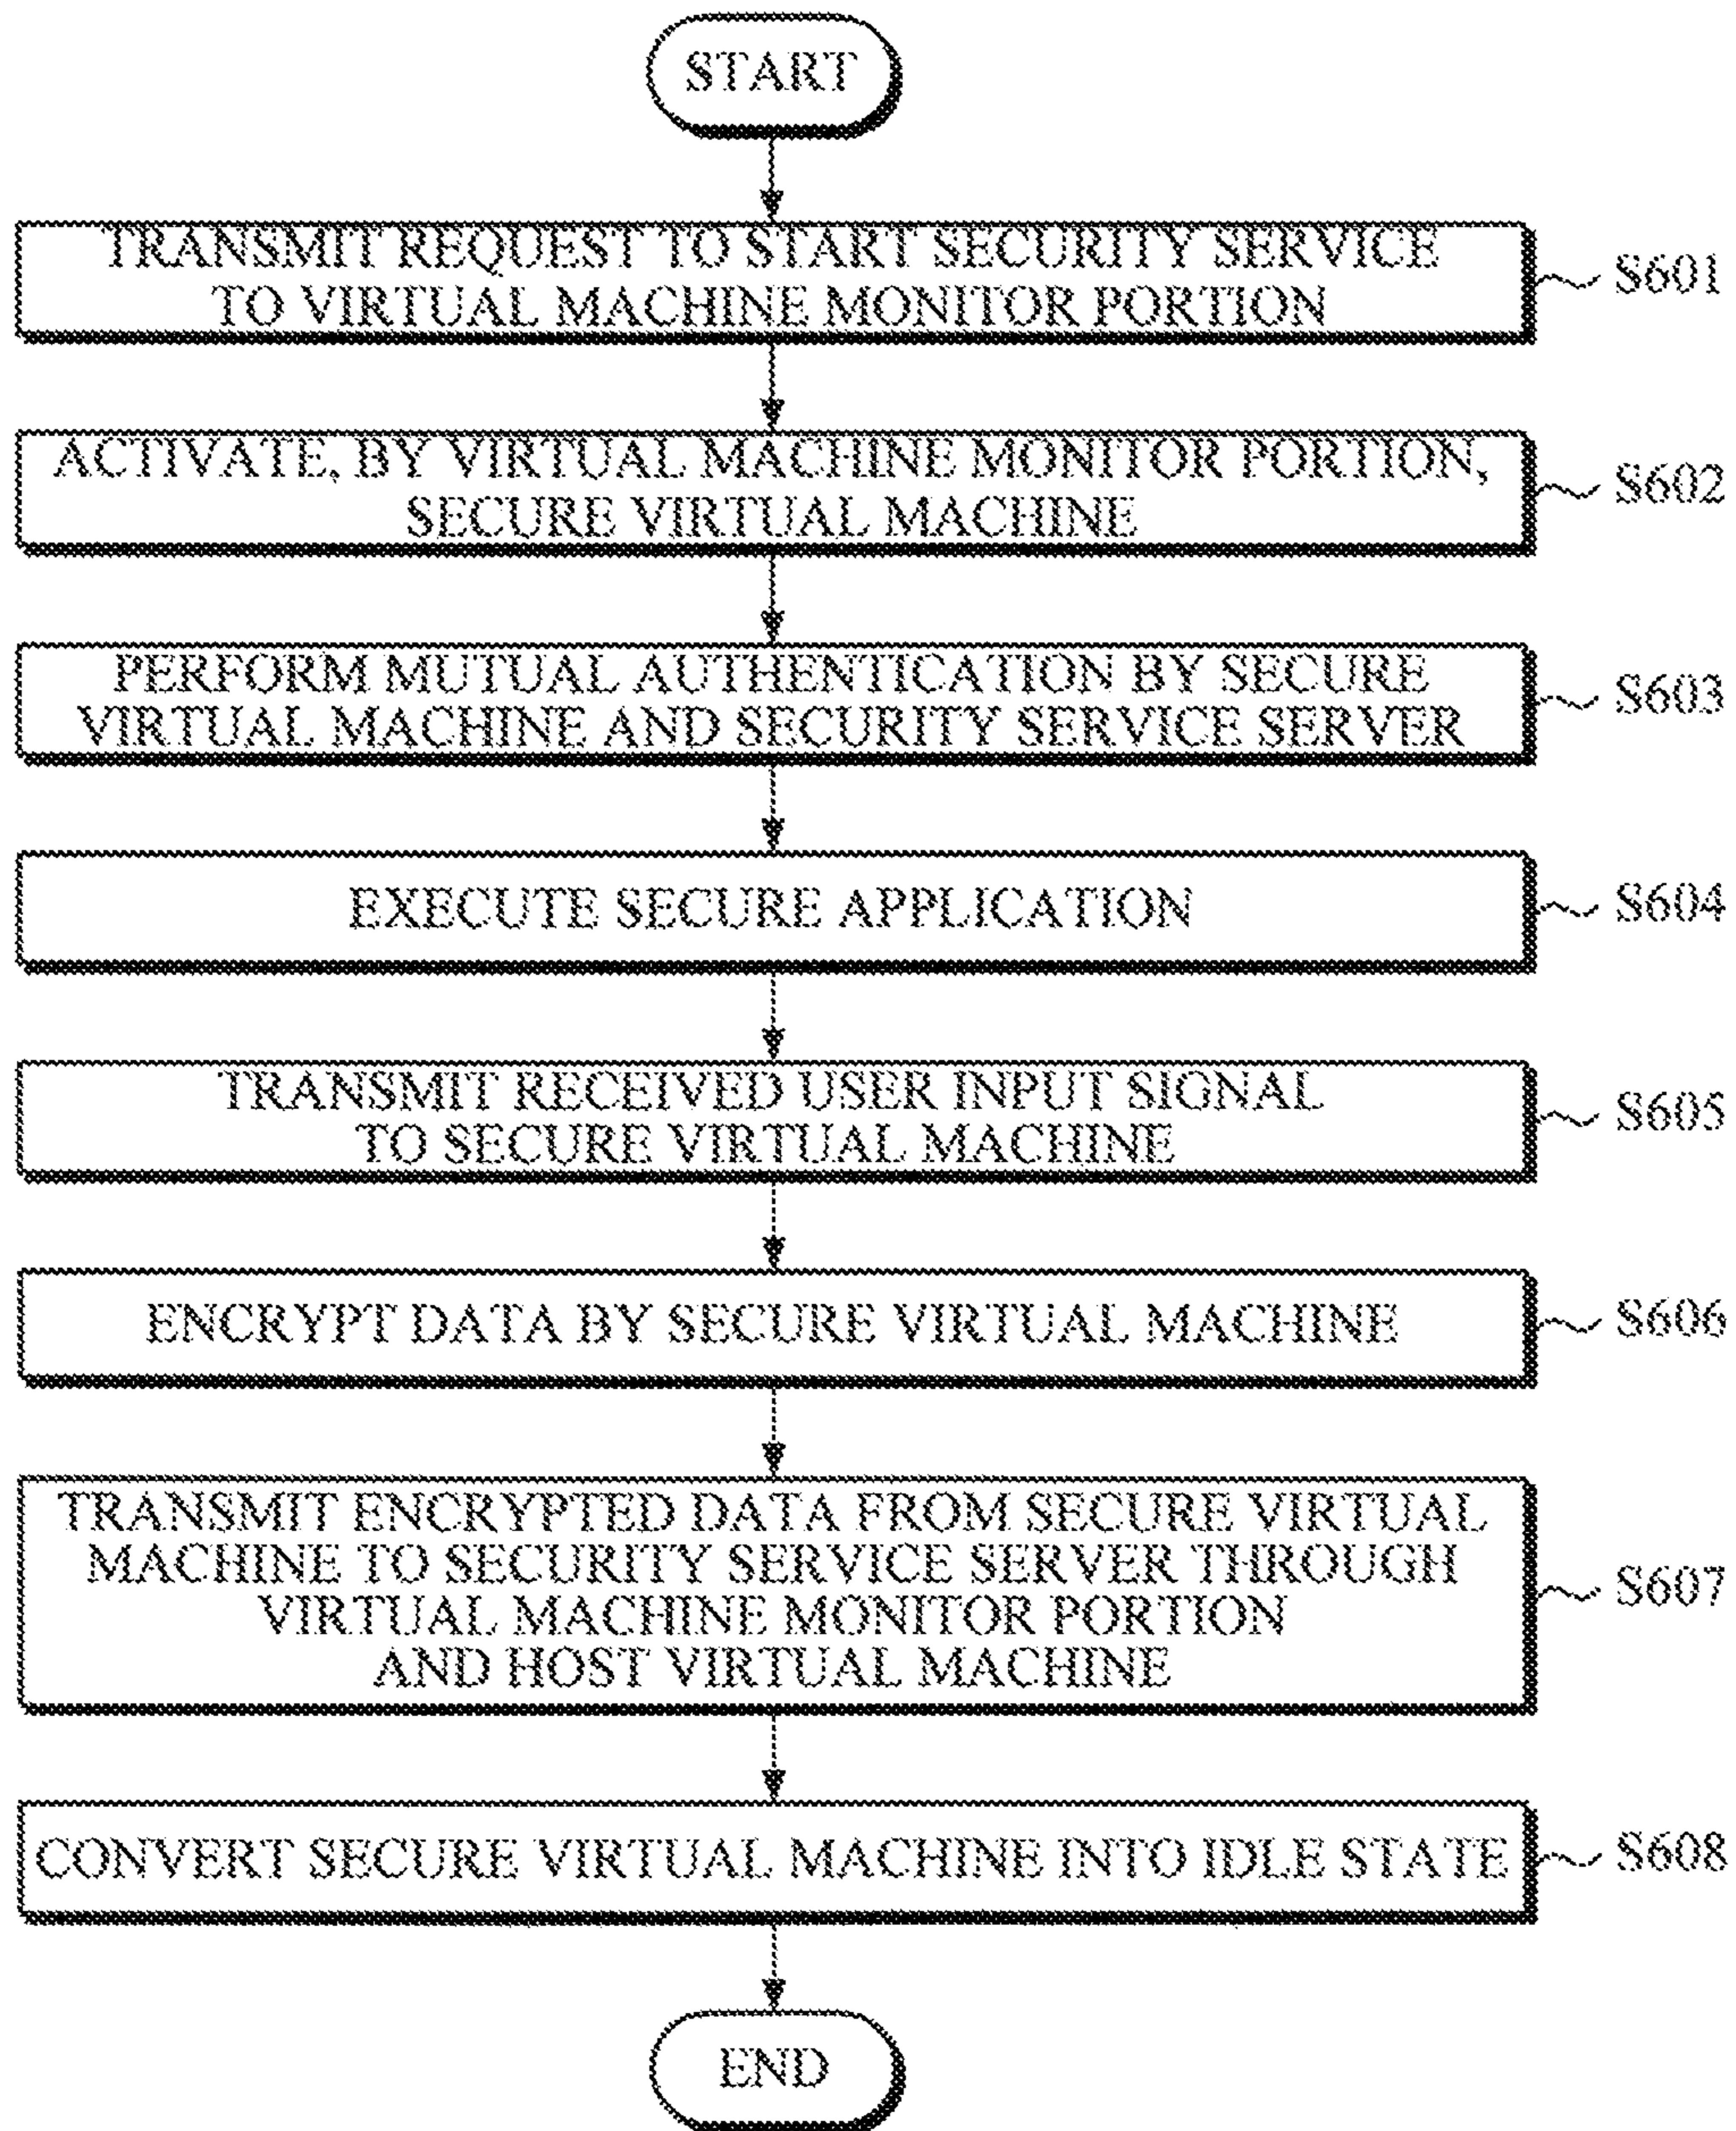 START
TRANSMIT REQUEST TO START SECURITY SERVICE
TO VIRTUAL MACHINE MONITOR PORTION
S601
ACTIVATE, BY VIRTUAL MACHINE MONITOR PORTION,
SECURE VIRTUAL MACHINE
S602
PERFORM MUTUAL AUTHENTICATION BY SECURE
VIRTUAL MACHINE AND SECURITY SERVICE SERVER
S603
EXECUTE SECURE APPLICATION
S604
TRANSMIT RECEIVED USER INPUT SIGNAL
TO SECURE VIRTUAL MACHINE
S605
ENCRYPT DATA BY SECURE VIRTUAL MACHINE
S606
TRANSMIT ENCRYPTED DATA FROM SECURE VIRTUAL
MACHINE TO SECURITY SERVICE SERVER THROUGH
VIRTUAL MACHINE MONITOR PORTION
AND HOST VIRTUAL MACHINE
S607
CONVERT SECURE VIRTUAL MACHINE INTO IDLE STATE
S608
END